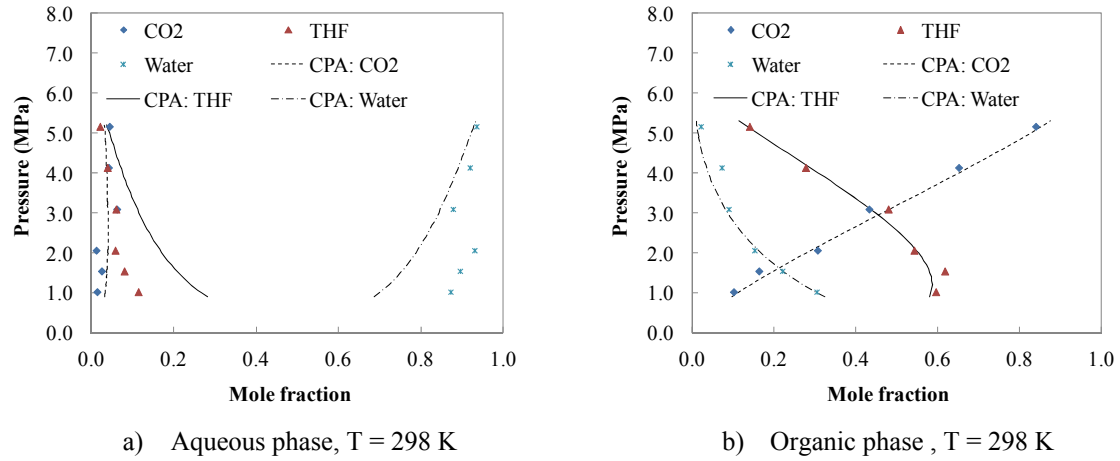 8.0
7.0
6.0
5.0
4.0
3.0
2.0
1.0
0.0
Pressure (MPa)
CO2
THF
Water
CPA: CO2
CPA: THF
CPA: Water
0.0 0.2 0.4 0.6 0.8 1.0
Mole fraction
a) Aqueous phase, T = 298 K
8.0
7.0
6.0
5.0
4.0
3.0
2.0
1.0
0.0
Pressure (MPa)
CO2
THF
Water
CPA: CO2
CPA: THF
CPA: Water
0.0 0.2 0.4 0.6 0.8 1.0
Mole fraction
b) Organic phase , T = 298 K